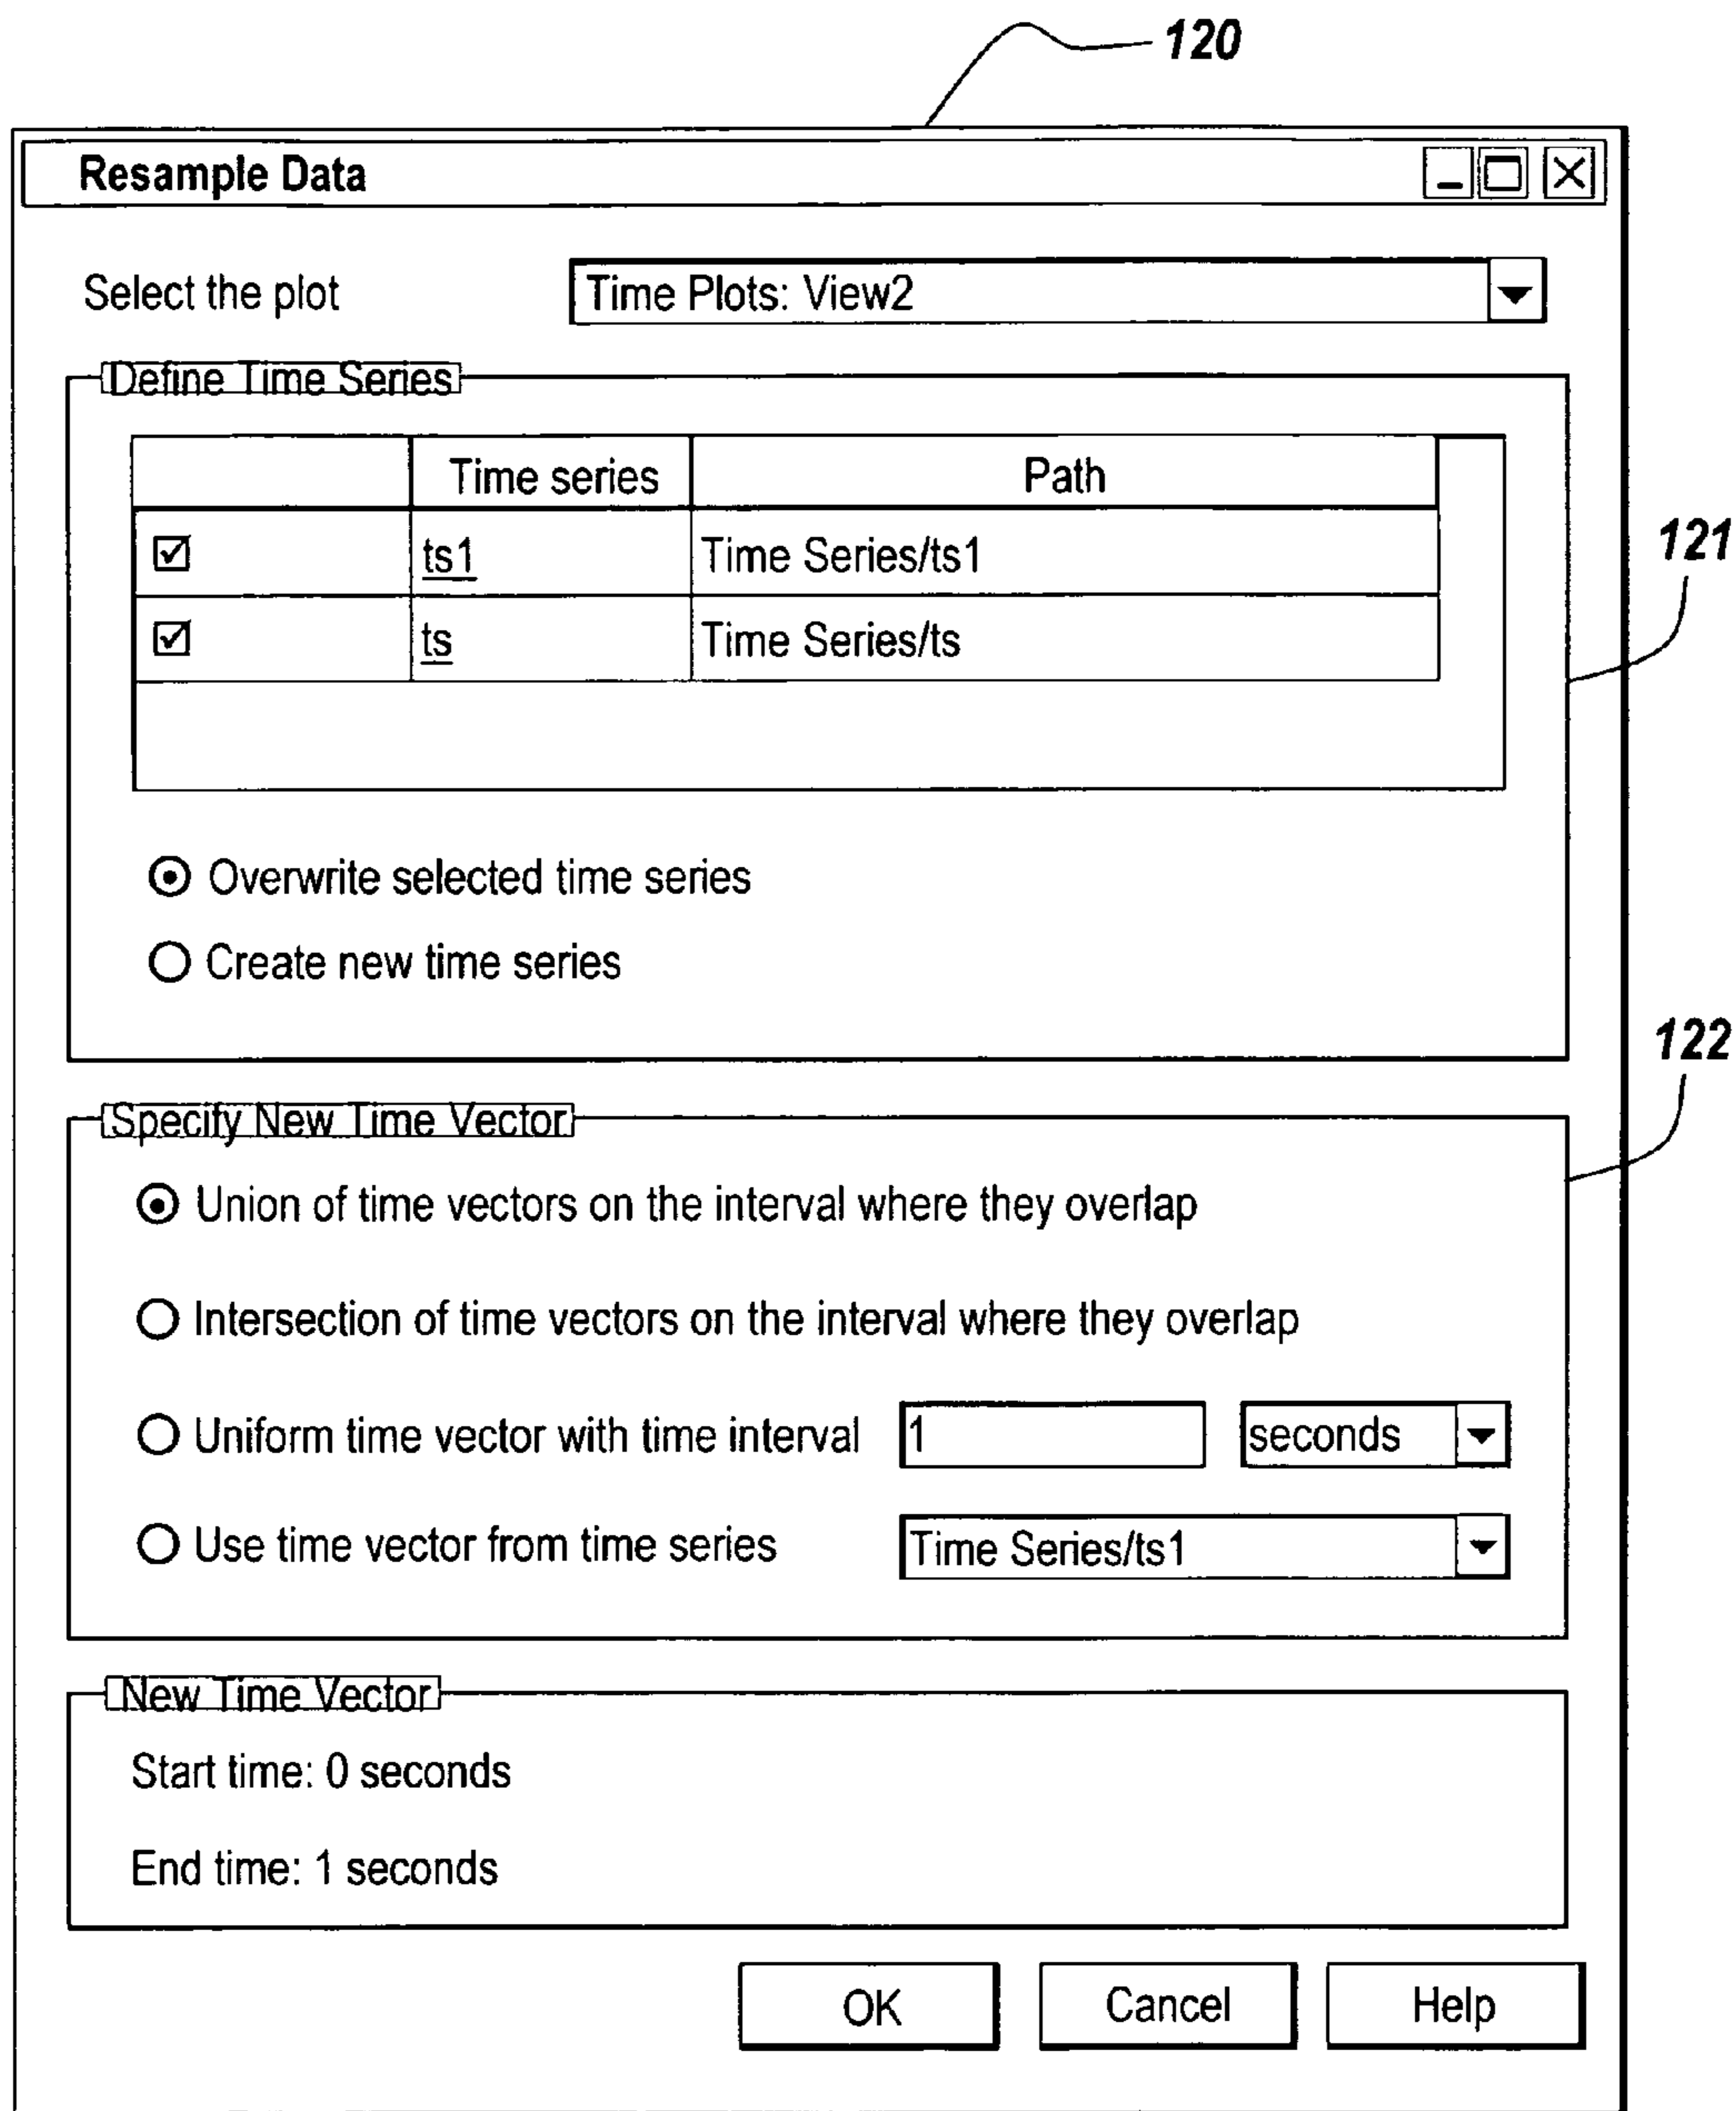 120
Resample Data
Select the plot Time Plots: View2
Define Time Series
Time series Path
ts1 Time Series/ts1
ts Time Series/ts
121
Overwrite selected time series
Create new time series
122
Specify New Time Vector
Union of time vectors on the interval where they overlap
Intersection of time vectors on the interval where they overlap
Uniform time vector with time interval 1 seconds
Use time vector from time series Time Series/ts1
New Time Vector
Start time: 0 seconds
End time: 1 seconds
OK Cancel Help